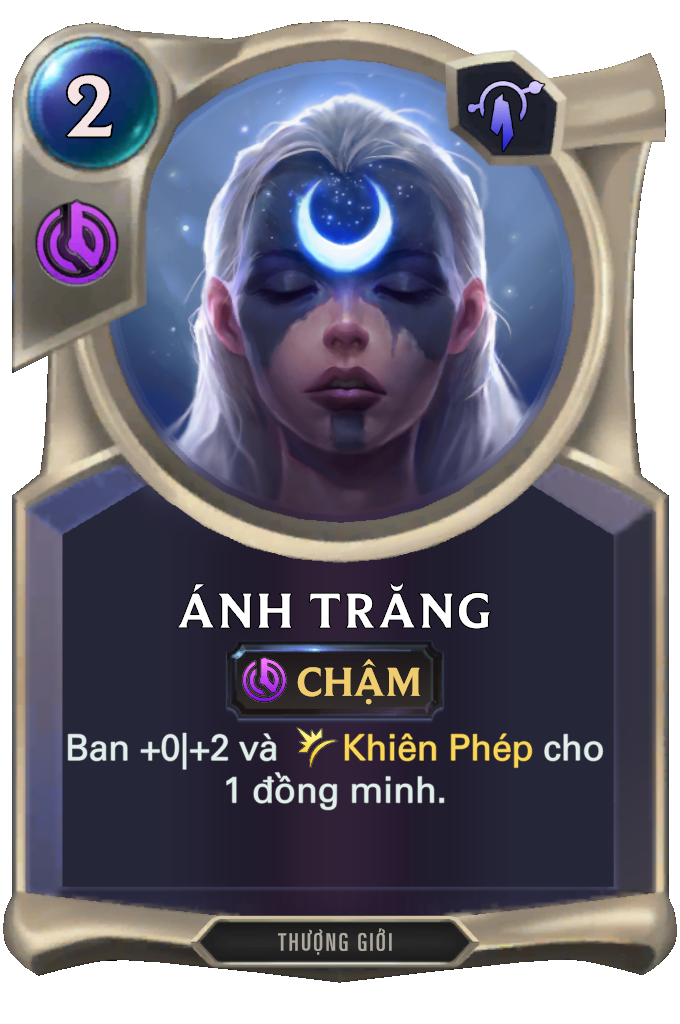 2
ÁNH TRĂNG
CHẬM
Ban +0|+2 và Khiên Phép cho
1 đồng minh.
THƯỢNG GIỚI